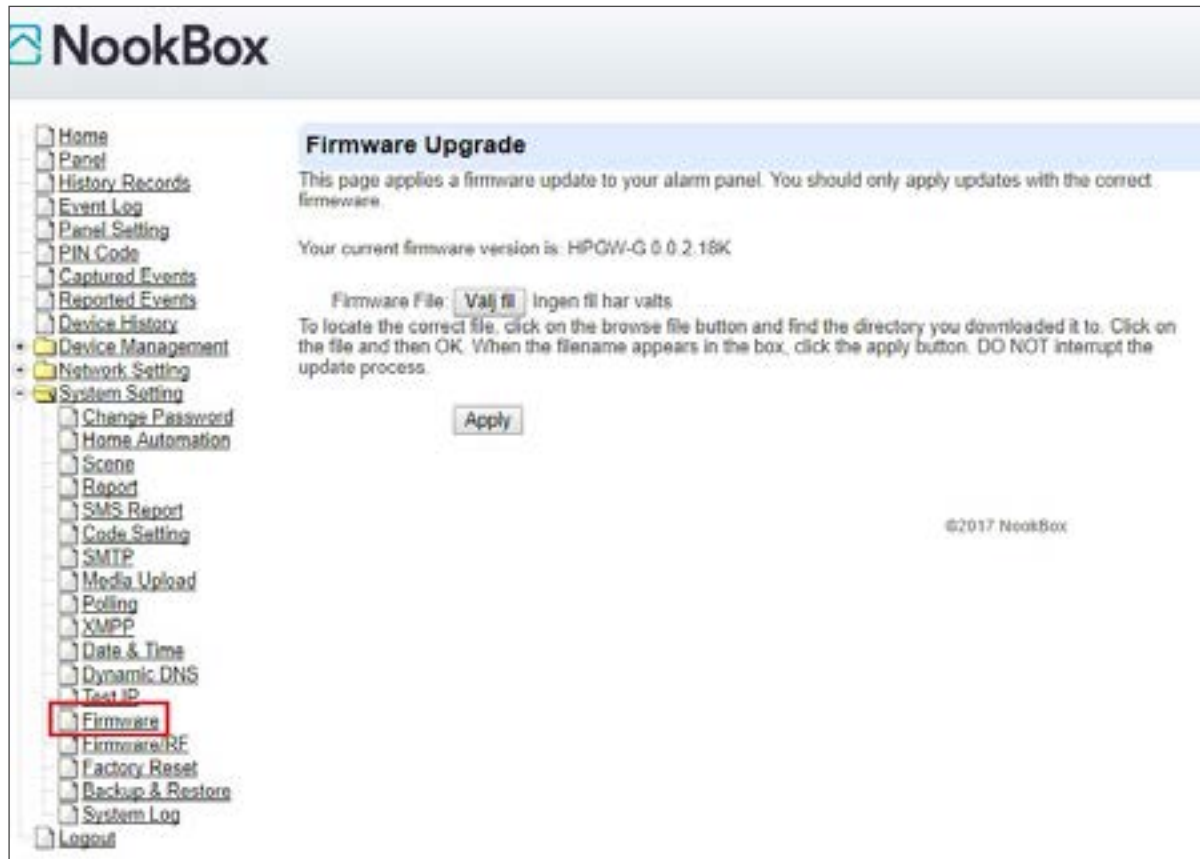 NookBox
Home
Panel
History Records
Event Log
Panel Setting
PIN Code
Captured Events
Reported Events
Device History
Device Management
Network Setting
System Setting
Change Password
Home Automation
Scene
Report
SMS Report
Code Setting
SMTP
Media Upload
Polling
XMPP
Date & Time
Dynamic DNS
Test IP
Firmware
Firmware/RF
Factory Reset
Backup & Restore
System Log
Logout
Firmware Upgrade
This page applies a firmware update to your alarm panel. You should only apply updates with the correct
firmeware.
Your current firmware version is: HPGW-G 0.0.2.18K
Firmware File: Välj fil Ingen fil har valts
To locate the correct file, click on the browse file button and find the directory you downloaded it to. Click on
the file and then OK. When the filename appears in the box, click the apply button. DO NOT interrupt the
update process.
Apply
©2017 NookBox